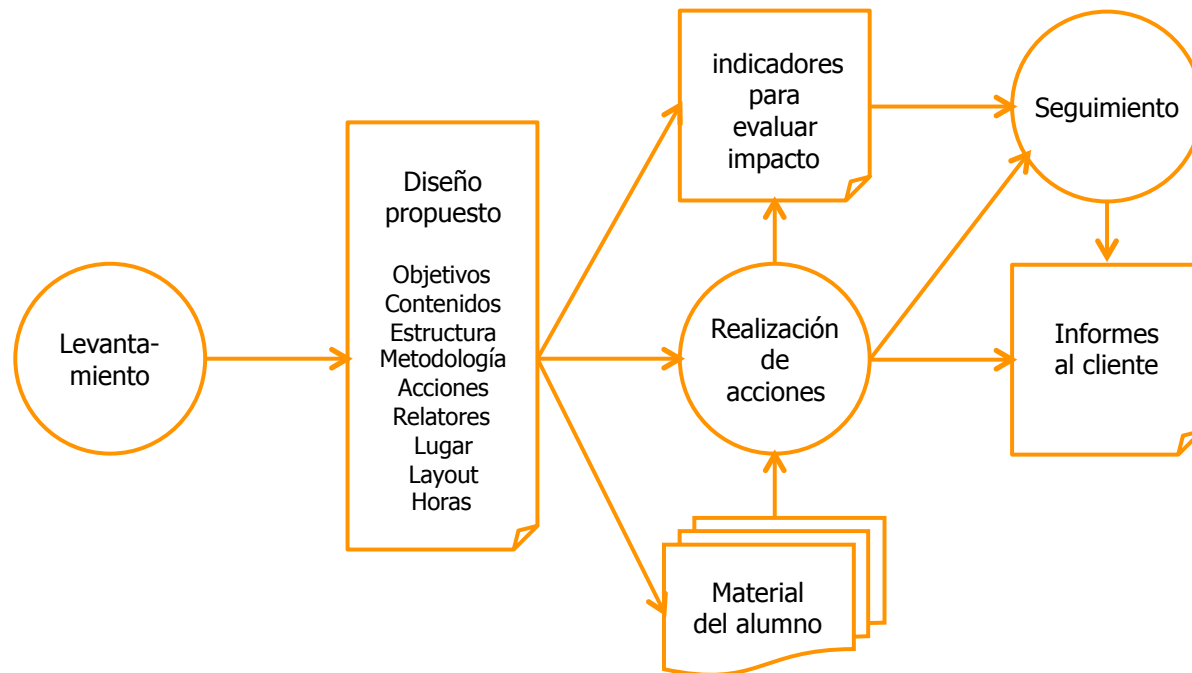 Levanta-
miento
Diseño
propuesto
Objetivos
Contenidos
Estructura
Metodología
Acciones
Relatores
Lugar
Layout
Horas
indicadores
para
evaluar
impacto
Realización
de
acciones
Material
del alumno
Seguimiento
Informes
al cliente